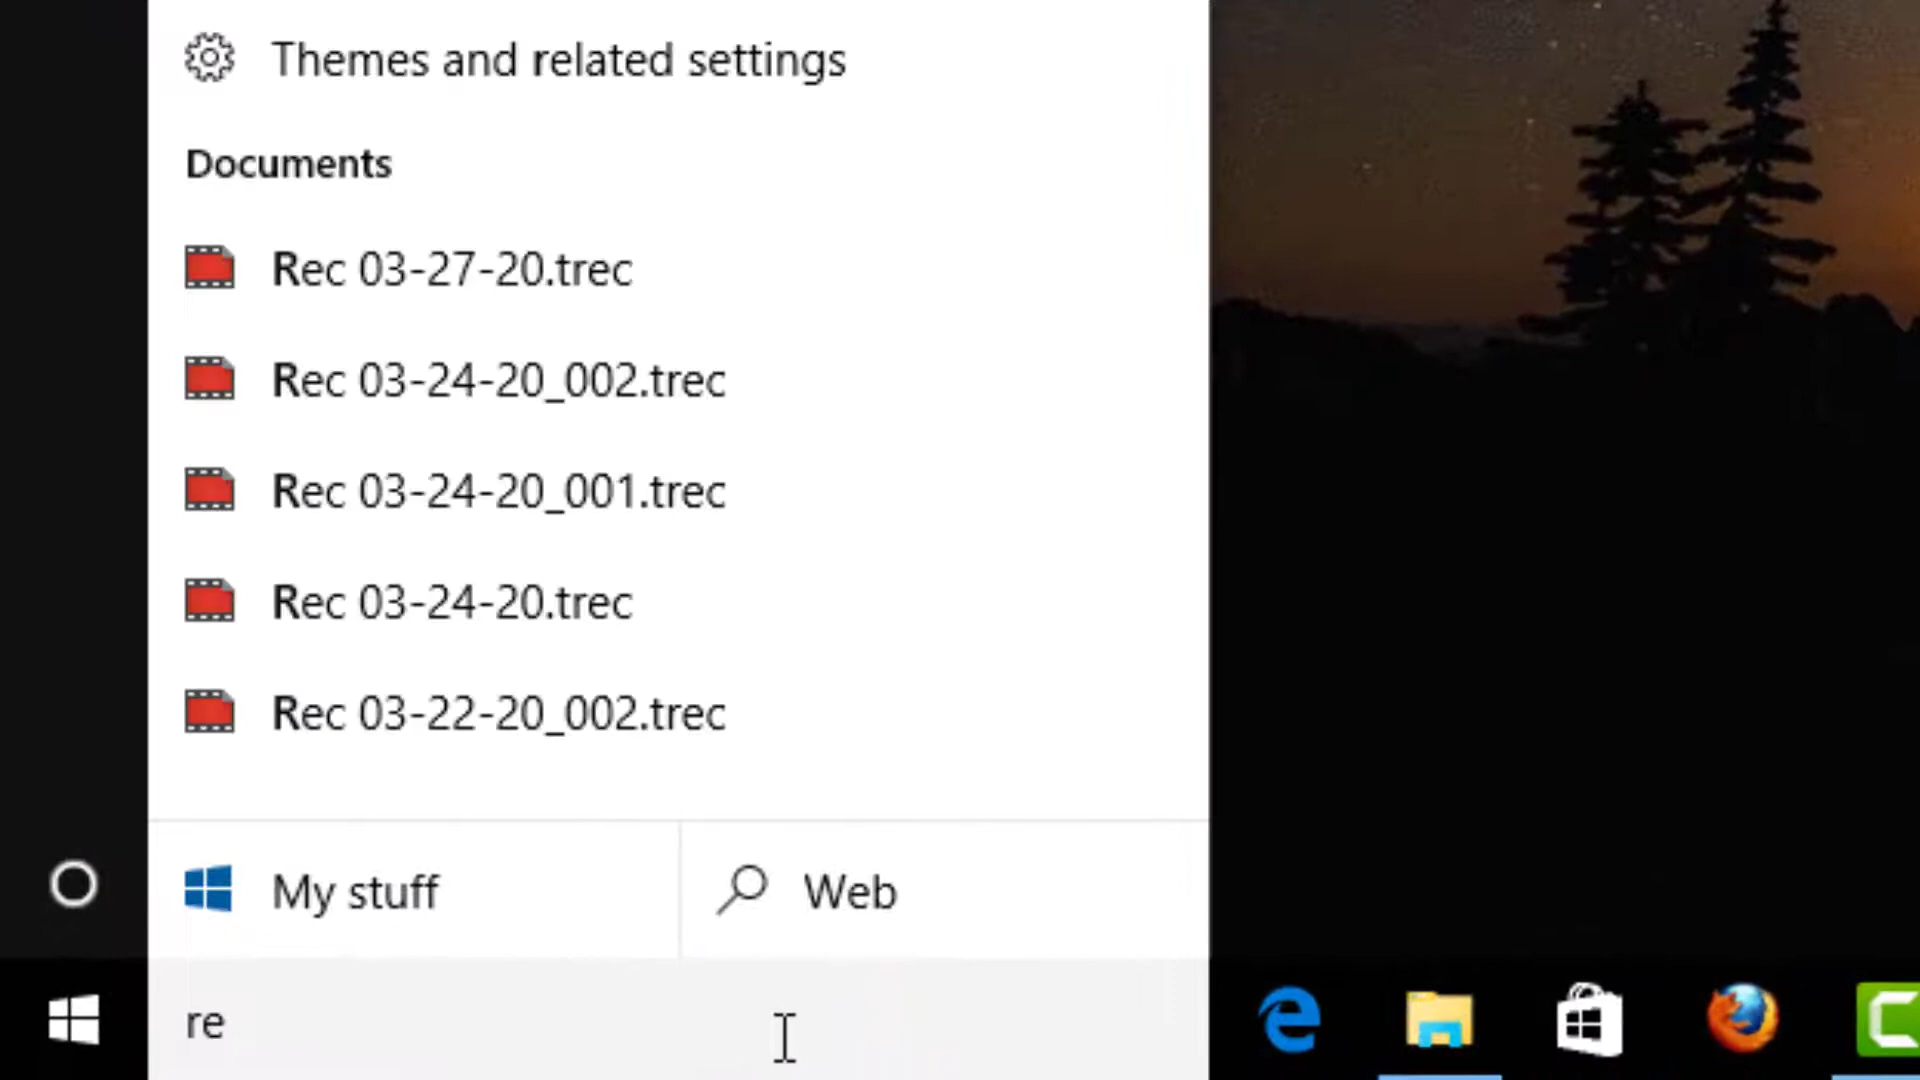 Themes and related settings
Documents
Rec 03-27-20.trec
Rec 03-24-20_002.trec
Rec 03-24-20_001.trec
Rec 03-24-20.trec
Rec 03-22-20_002.trec
My stuff
Web
re